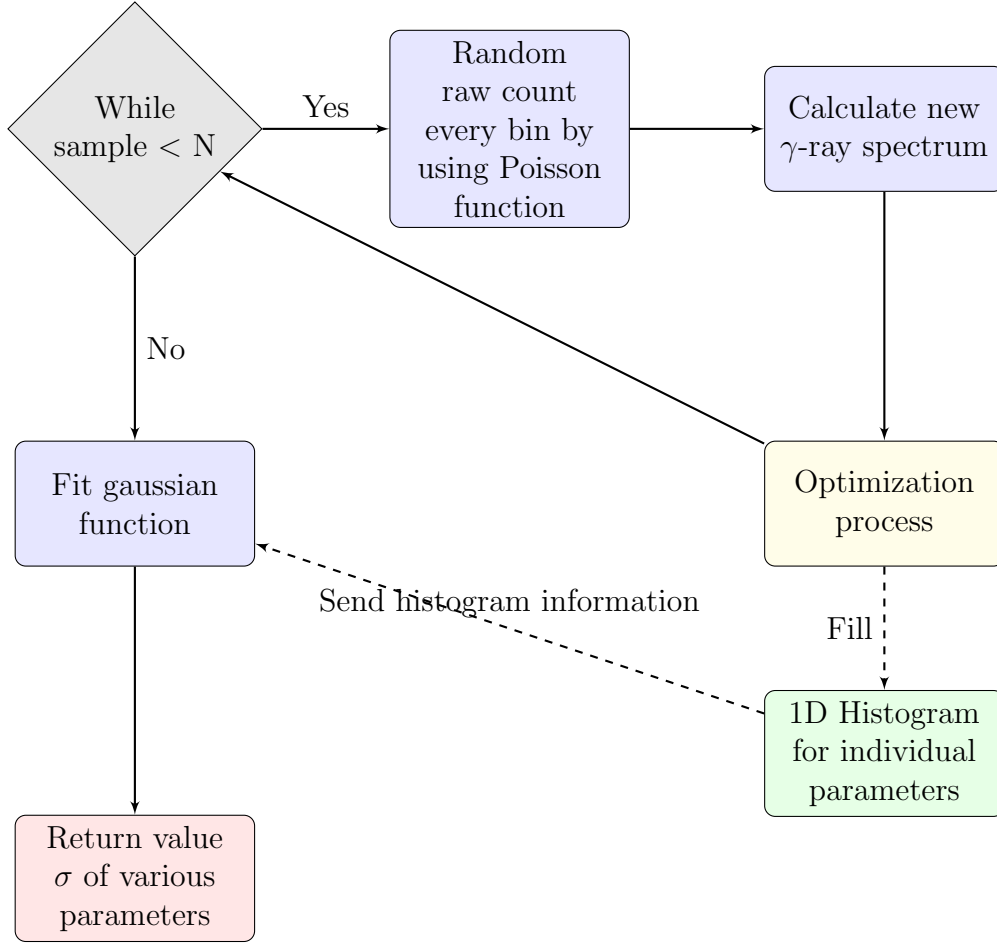 While
sample < N
Yes
Random
raw count
every bin by
using Poisson
function
Calculate new
γ-ray spectrum
No
Fit gaussian
function
Optimization
process
Send histogram information
Fill
1D Histogram
for individual
parameters
Return value
σ of various
parameters